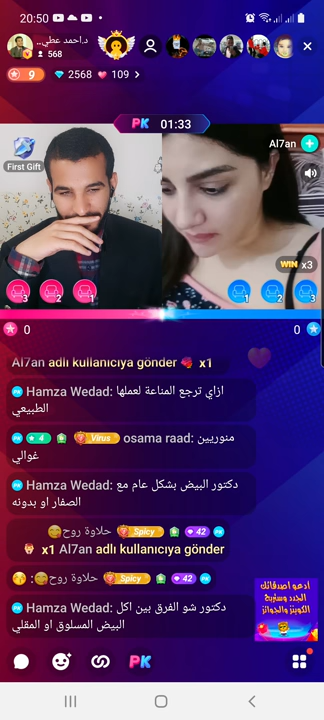 20:50
د.احمد عطي..
568
9
2568
109
PK 01:33
Al7an
First Gift
WIN x3
3 2 1
1 2 3
0
0
Al7an adlı kullanıcıya gönder x1
Hamza Wedad: ازاي ترجع المناعة لعملها
الطبيعي
4 Virus osama raad: منوريين
غوالي
Hamza Wedad: دكتور البيض بشكل عام مع
الصفار او بدونه
42 Spicy حلاوة روح
x1 Al7an adlı kullanıcıya gönder
42 Spicy حلاوة روح:
Hamza Wedad: دكتور شو الفرق بين اكل
البيض المسلوق او المقلي
ادعو اصدقائك
الجدد وستربح
الكوينز والجوائز
PK